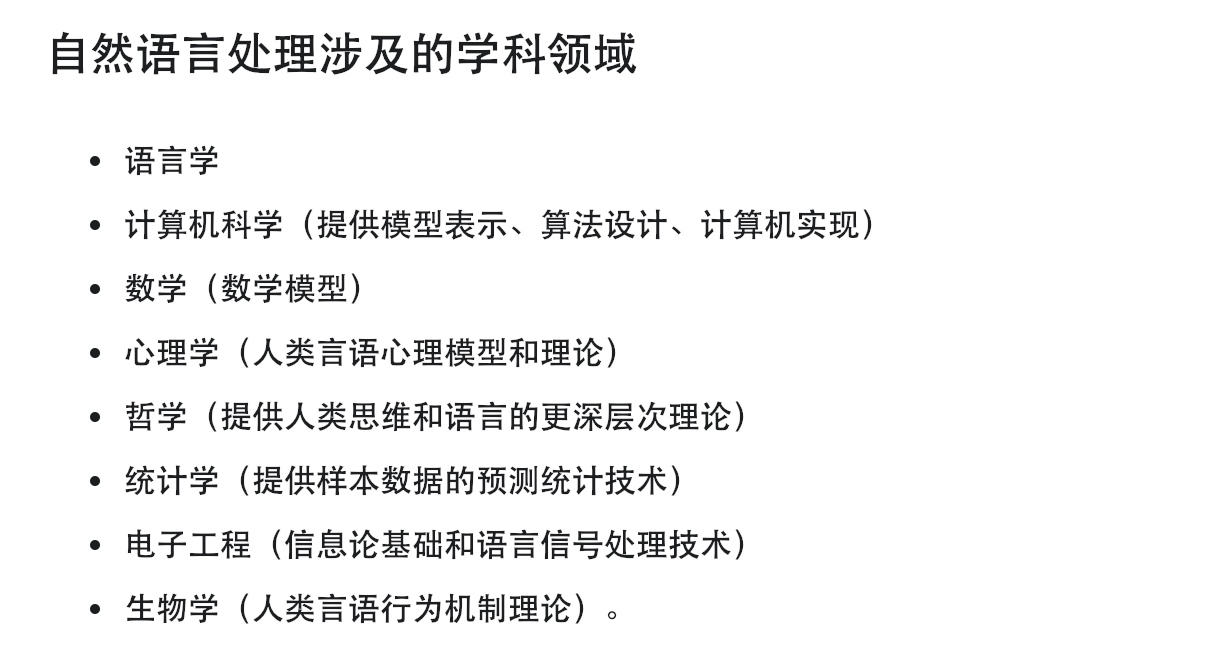 自然语言处理涉及的学科领域
• 语言学
• 计算机科学（提供模型表示、算法设计、计算机实现）
• 数学（数学模型）
• 心理学（人类言语心理模型和理论）
• 哲学（提供人类思维和语言的更深层次理论）
• 统计学（提供样本数据的预测统计技术）
• 电子工程（信息论基础和语言信号处理技术）
• 生物学（人类言语行为机制理论）。